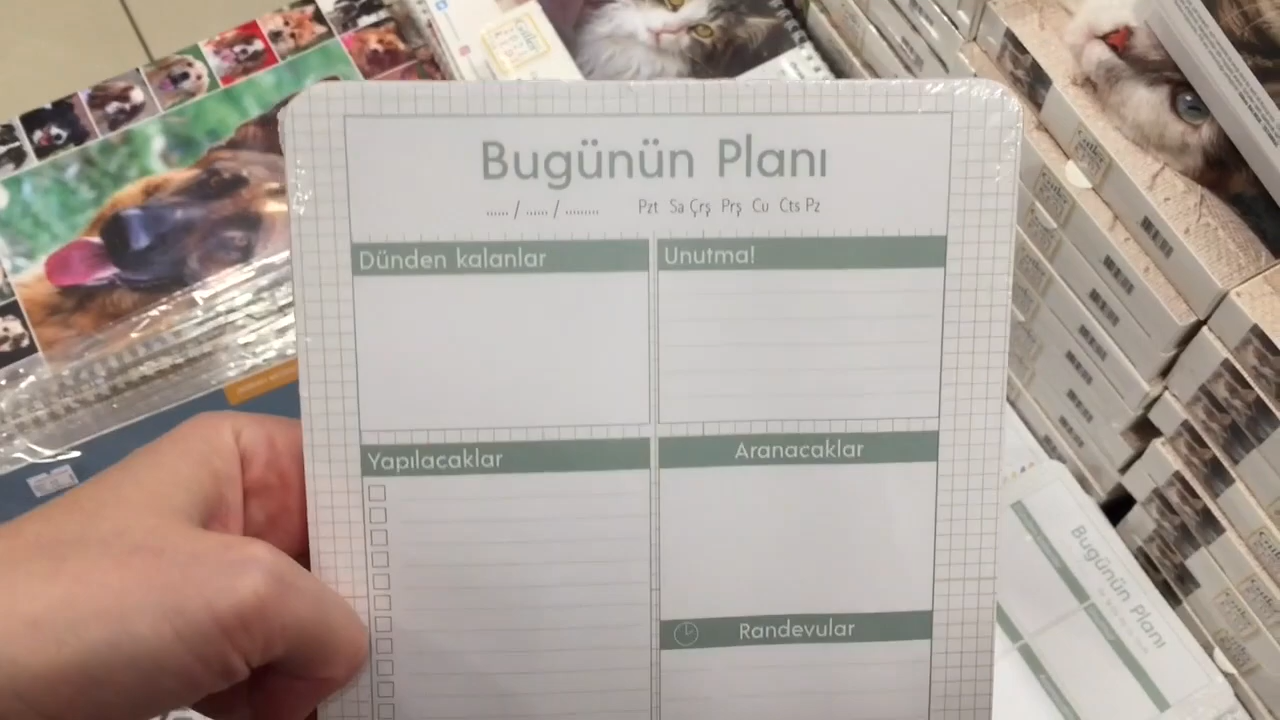 Bugünün Planı
...... / ...... / ......... Pzt Sa Çrş Prş Cu Cts Pz
Dünden kalanlar
Unutma!
Yapılacaklar
Aranacaklar
Randevular
Bugünün Planı